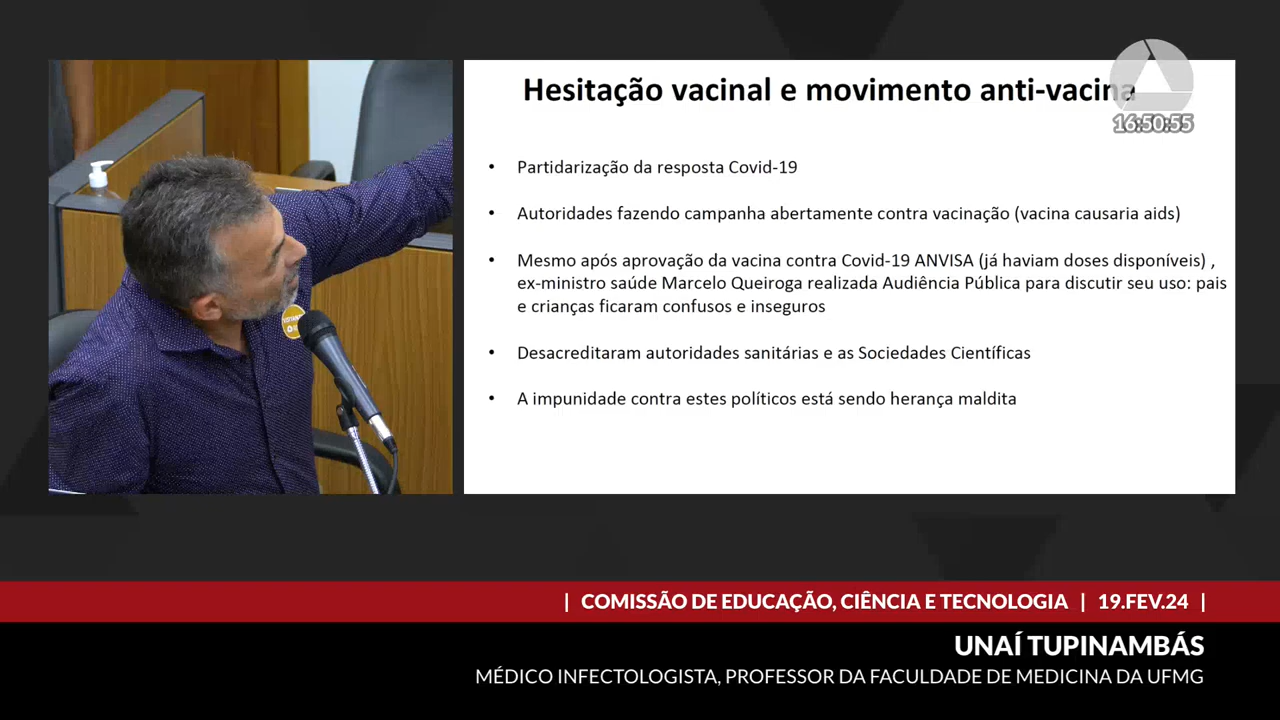 Hesitação vacinal e movimento anti-vacina
16:50:55
• Partidarização da resposta Covid-19
• Autoridades fazendo campanha abertamente contra vacinação (vacina causaria aids)
• Mesmo após aprovação da vacina contra Covid-19 ANVISA (já haviam doses disponíveis) ,
ex-ministro saúde Marcelo Queiroga realizada Audiência Pública para discutir seu uso: pais
e crianças ficaram confusos e inseguros
• Desacreditaram autoridades sanitárias e as Sociedades Científicas
• A impunidade contra estes políticos está sendo herança maldita
| COMISSÃO DE EDUCAÇÃO, CIÊNCIA E TECNOLOGIA | 19.FEV.24 |
UNAÍ TUPINAMBÁS
MÉDICO INFECTOLOGISTA, PROFESSOR DA FACULDADE DE MEDICINA DA UFMG